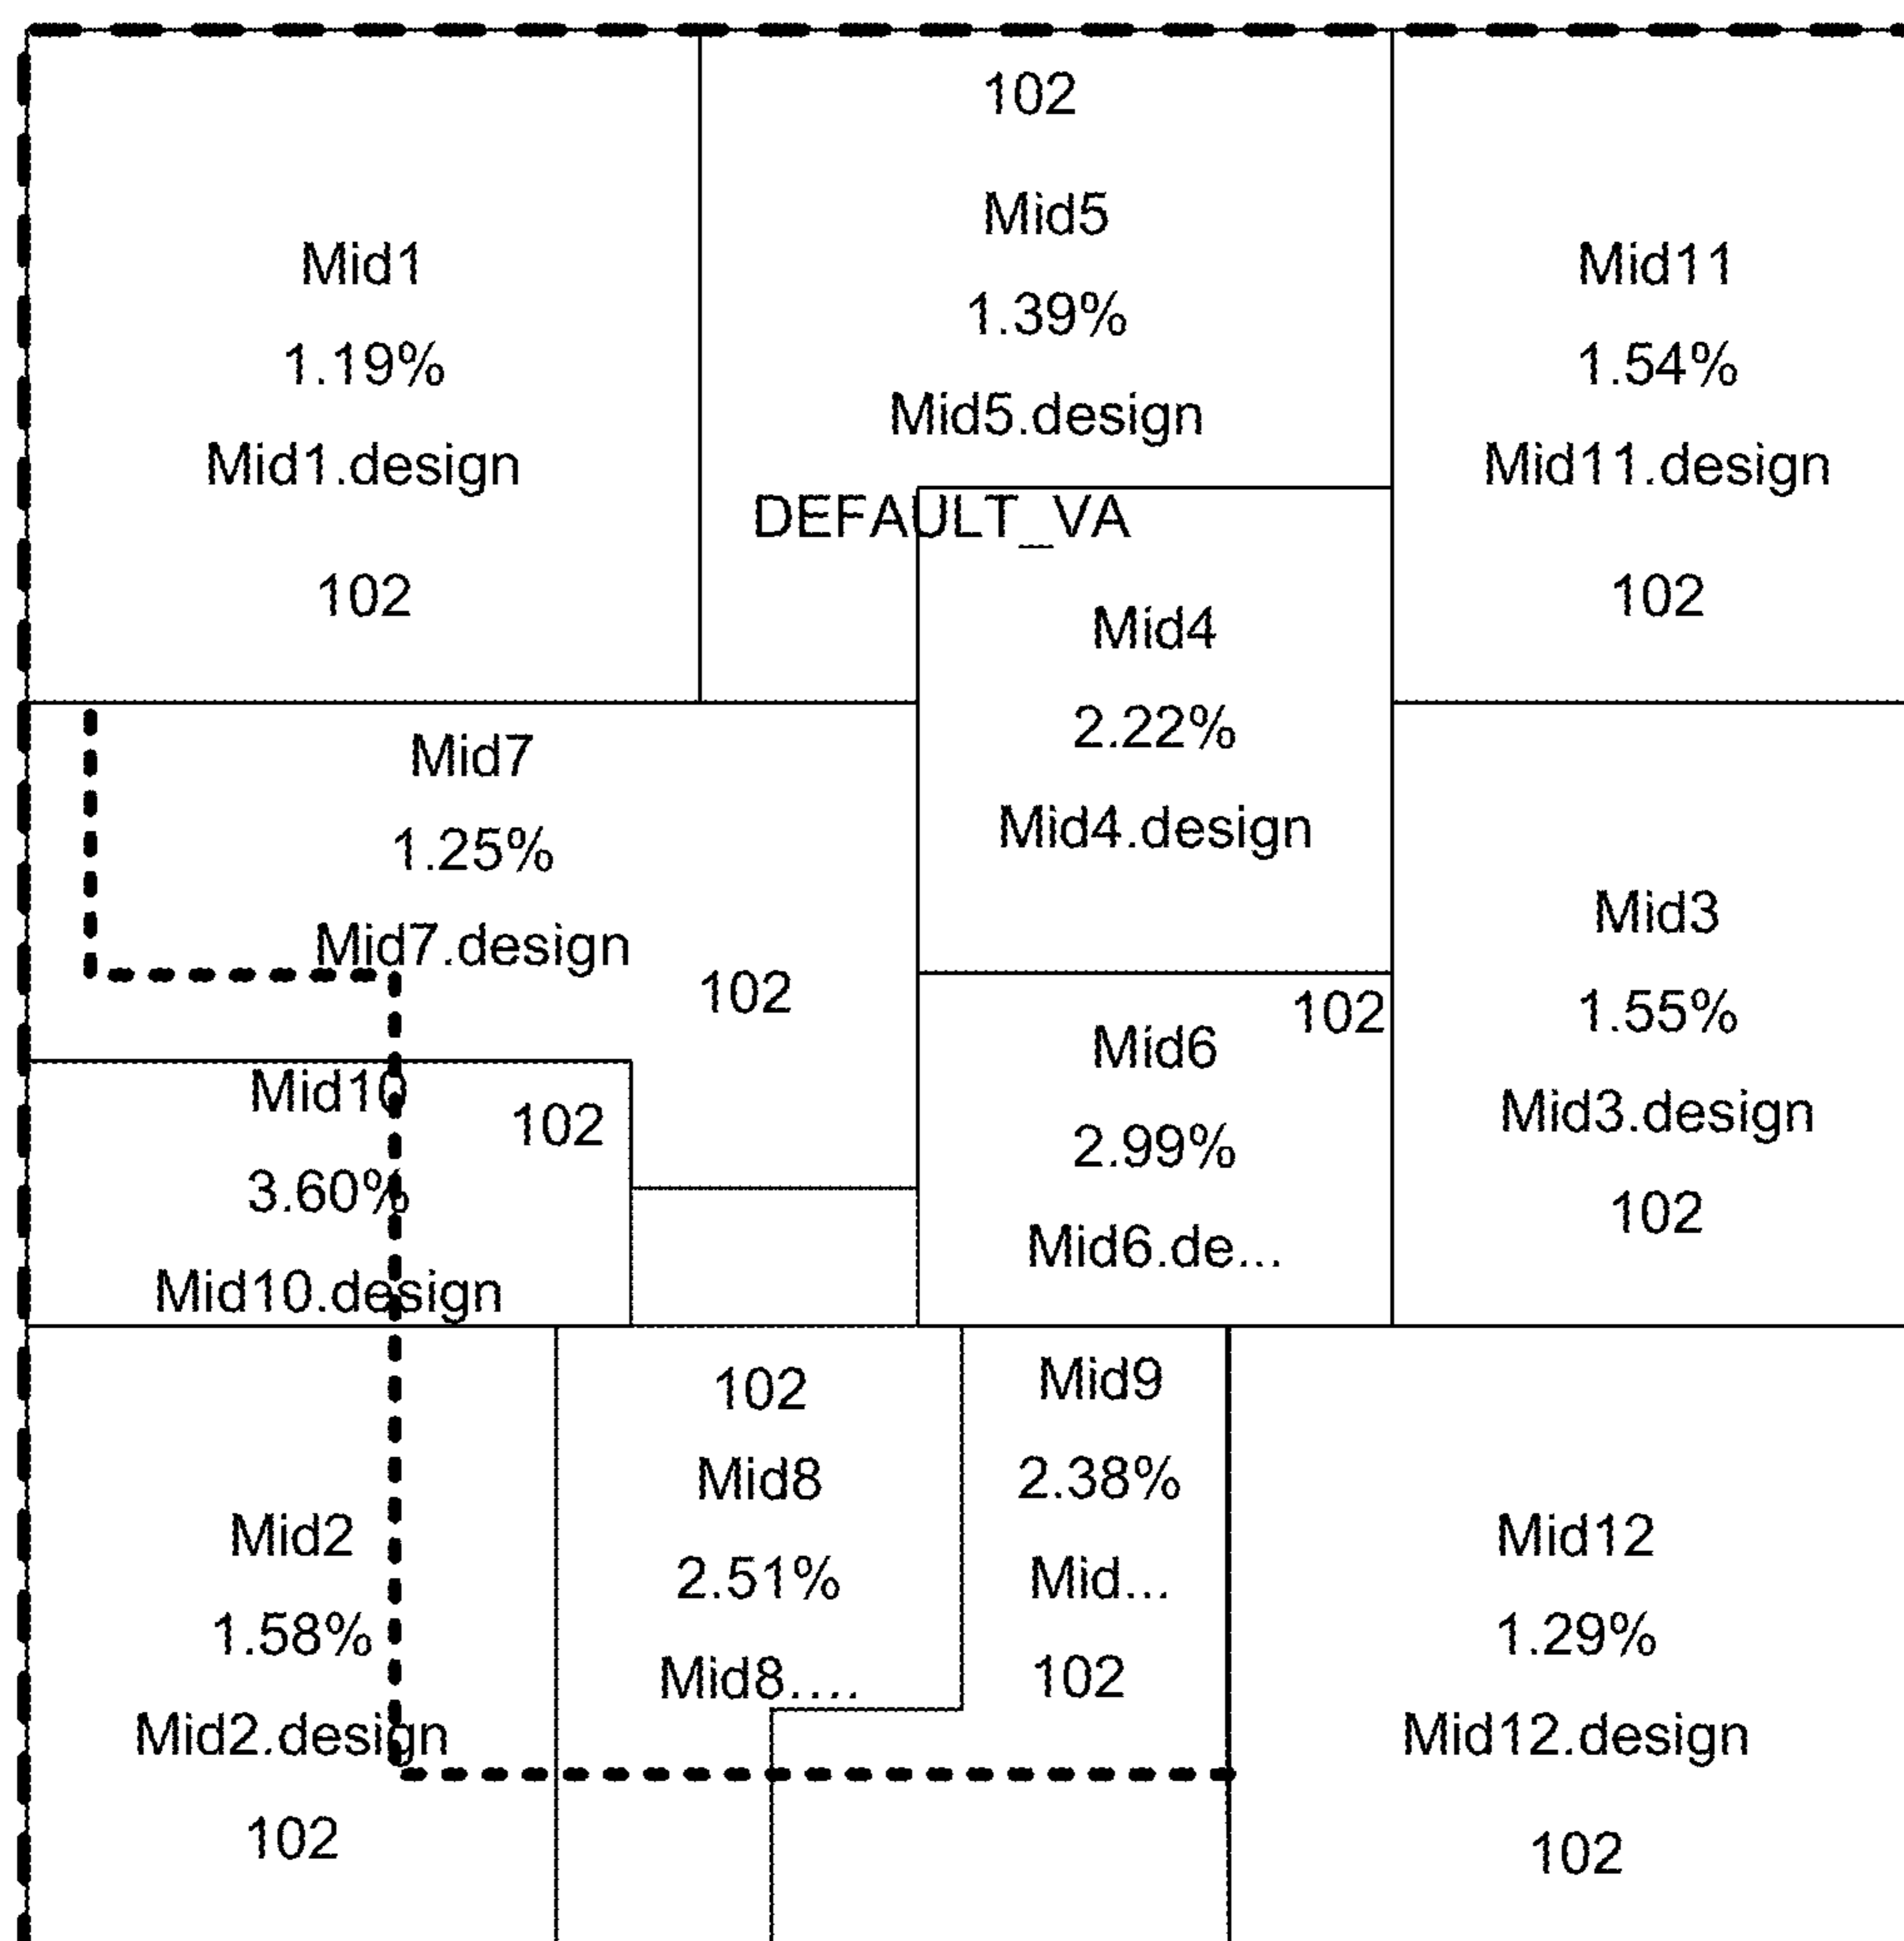 Mid1
1.19%
Mid1.design
102
102
Mid5
1.39%
Mid5.design
DEFAULT_VA
Mid11
1.54%
Mid11.design
102
Mid4
2.22%
Mid4.design
Mid7
1.25%
Mid7.design
102
102
Mid6
2.99%
Mid6.de...
Mid3
1.55%
Mid3.design
102
Mid10
102
3.60%
Mid10.design
Mid2
1.58%
Mid2.design
102
102
Mid8
2.51%
Mid8....
Mid9
2.38%
Mid...
102
Mid12
1.29%
Mid12.design
102